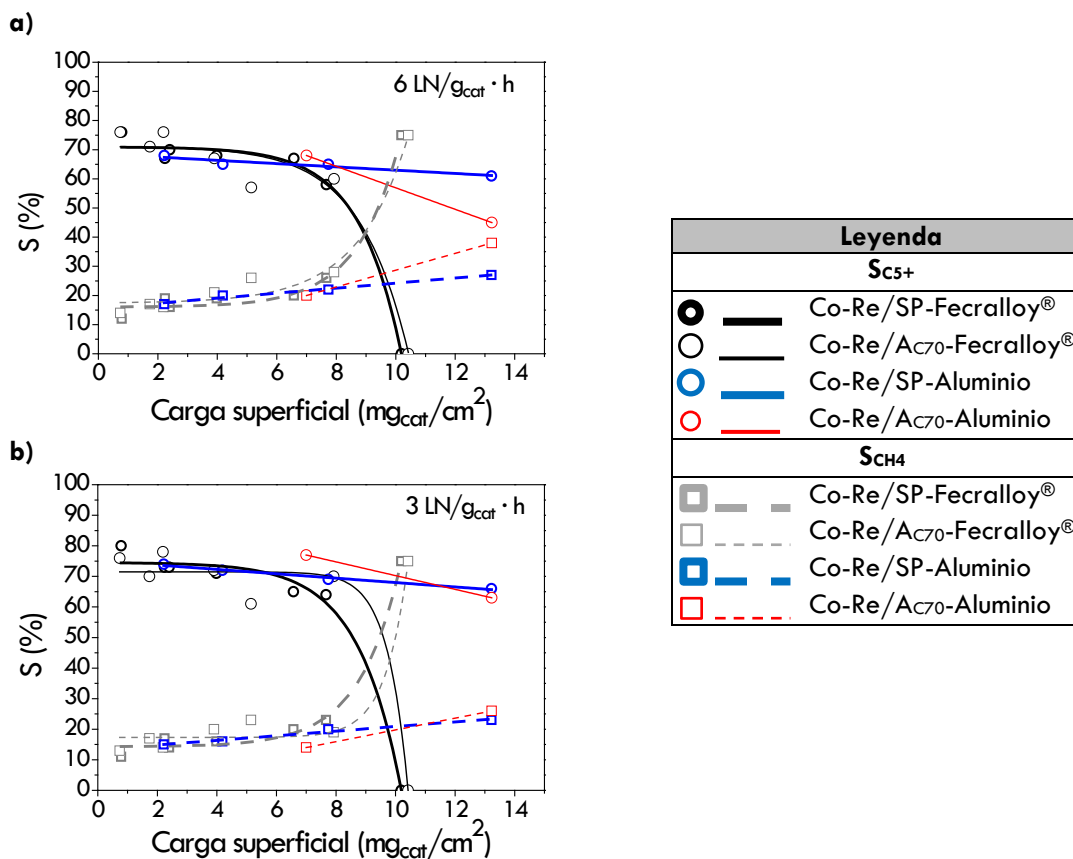 a)
100
90
80
70
60
50
40
30
20
10
0
S (%)
6 LN/gcat · h
0 2 4 6 8 10 12 14
Carga superficial (mgcat/cm²)
b)
100
90
80
70
60
50
40
30
20
10
0
S (%)
3 LN/gcat · h
0 2 4 6 8 10 12 14
Carga superficial (mgcat/cm²)
Leyenda
SC5+
Co-Re/SP-Fecralloy®
Co-Re/AC70-Fecralloy®
Co-Re/SP-Aluminio
Co-Re/AC70-Aluminio
SCH4
Co-Re/SP-Fecralloy®
Co-Re/AC70-Fecralloy®
Co-Re/SP-Aluminio
Co-Re/AC70-Aluminio